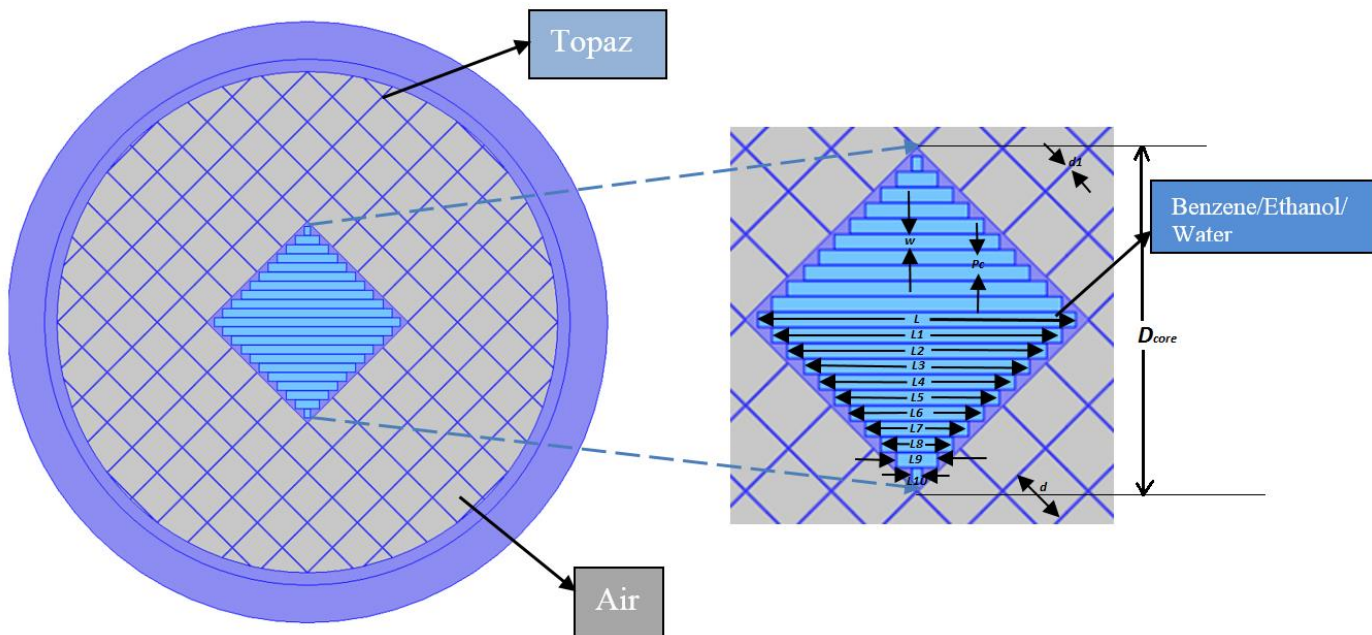 Topaz
d1
Benzene/Ethanol/
Water
w
Pc
L
Dcore
L1
L2
L3
L4
L5
L6
L7
L8
L9
L10
d
Air